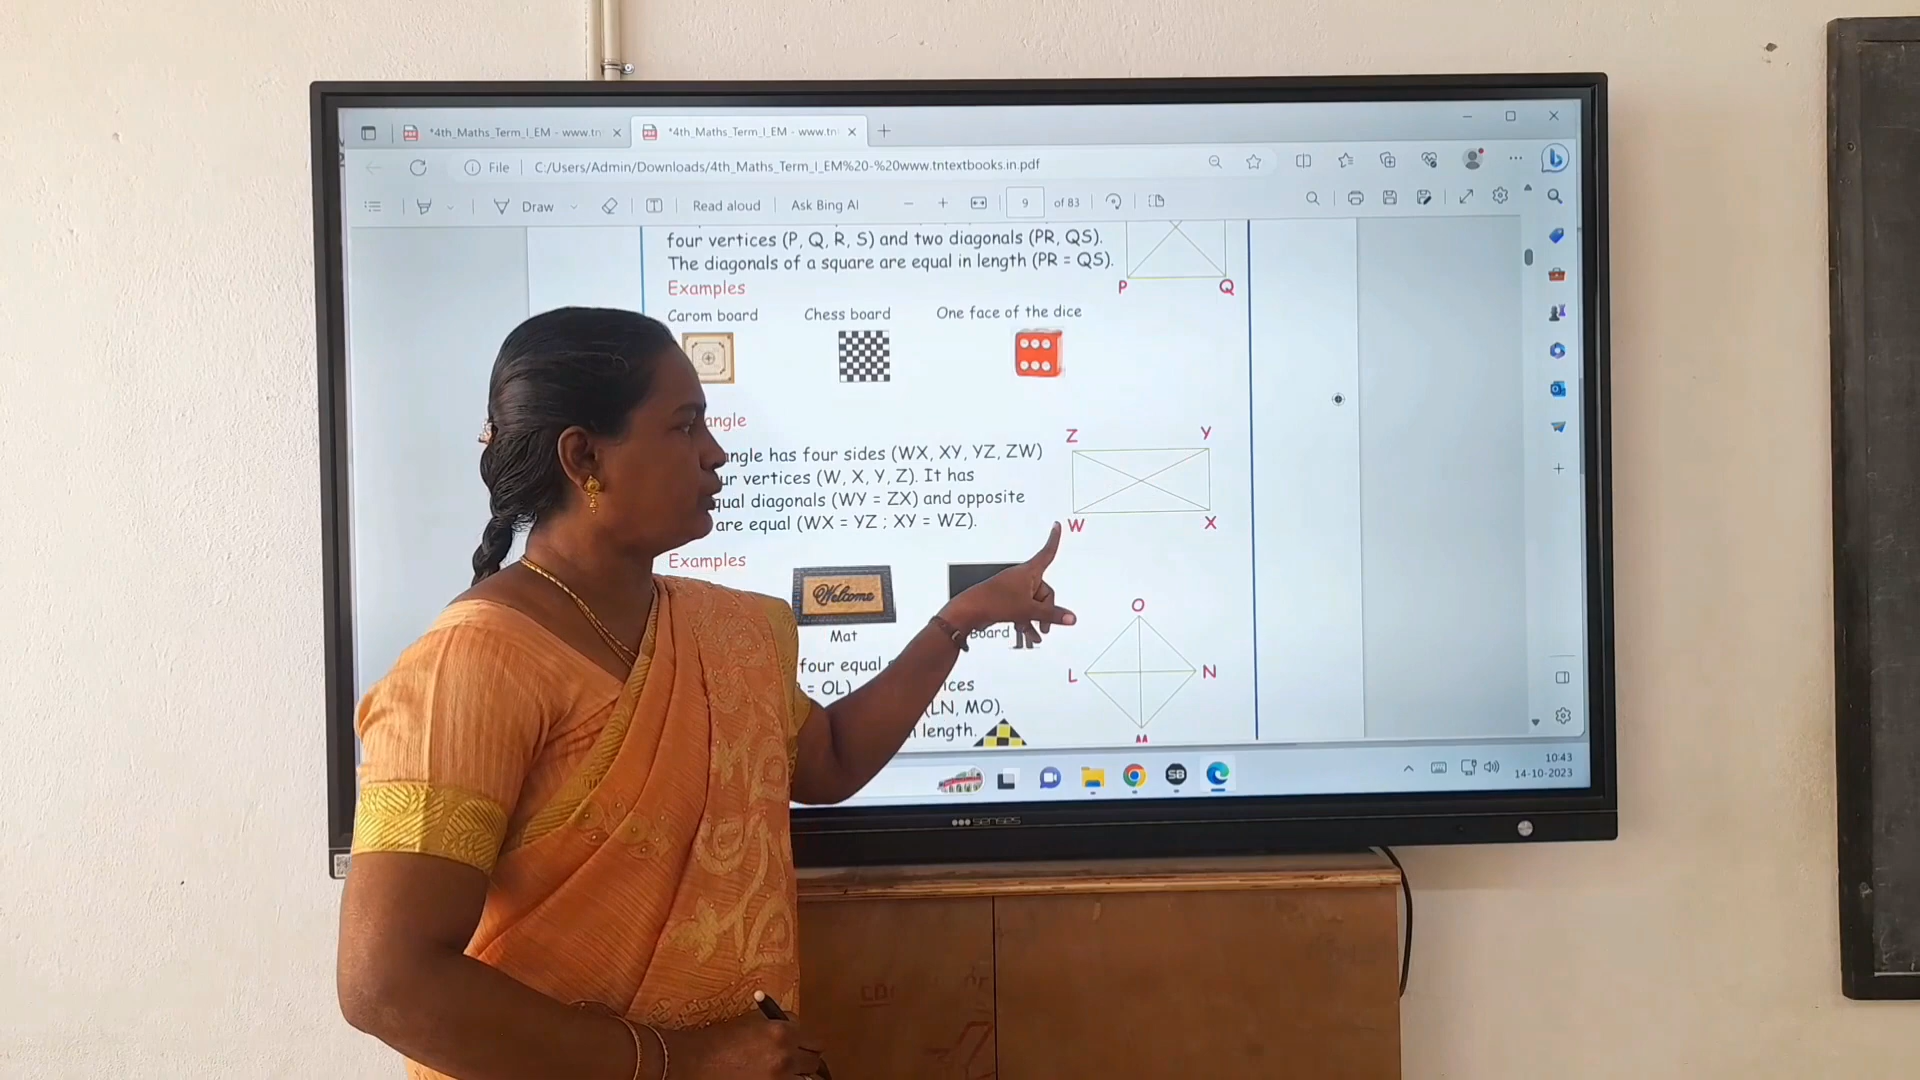 *4th_Maths_Term_I_EM - www.tn
*4th_Maths_Term_I_EM - www.tn
File
C:/Users/Admin/Downloads/4th_Maths_Term_I_EM%20-%20www.tntextbooks.in.pdf
Draw
Read aloud
Ask Bing AI
9
of 83
four vertices (P, Q, R, S) and two diagonals (PR, QS).
The diagonals of a square are equal in length (PR = QS).
P
Q
Examples
Carom board
Chess board
One face of the dice
angle
Z
Y
angle has four sides (WX, XY, YZ, ZW)
ur vertices (W, X, Y, Z). It has
qual diagonals (WY = ZX) and opposite
are equal (WX = YZ ; XY = WZ).
W
X
Examples
Welcome
Mat
Board
O
four equal
= OL)
ices
(LN, MO).
length.
L
N
M
SB
10:43
14-10-2023
senses